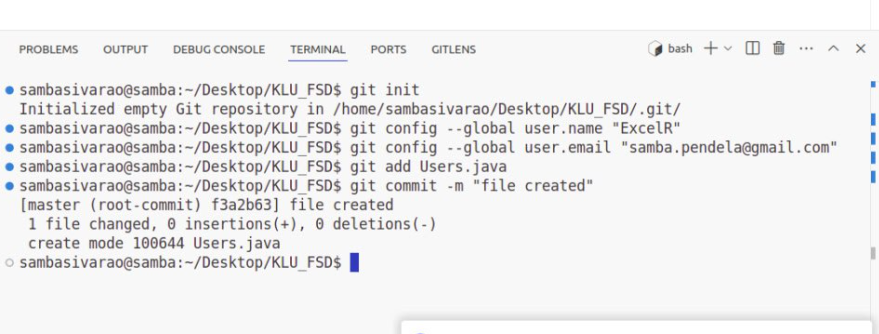 PROBLEMS OUTPUT DEBUG CONSOLE TERMINAL PORTS GITLENS bash
sambasivarao@samba:~/Desktop/KLU_FSD$ git init
Initialized empty Git repository in /home/sambasivarao/Desktop/KLU_FSD/.git/
sambasivarao@samba:~/Desktop/KLU_FSD$ git config --global user.name "ExcelR"
sambasivarao@samba:~/Desktop/KLU_FSD$ git config --global user.email "samba.pendela@gmail.com"
sambasivarao@samba:~/Desktop/KLU_FSD$ git add Users.java
sambasivarao@samba:~/Desktop/KLU_FSD$ git commit -m "file created"
[master (root-commit) f3a2b63] file created
 1 file changed, 0 insertions(+), 0 deletions(-)
 create mode 100644 Users.java
sambasivarao@samba:~/Desktop/KLU_FSD$